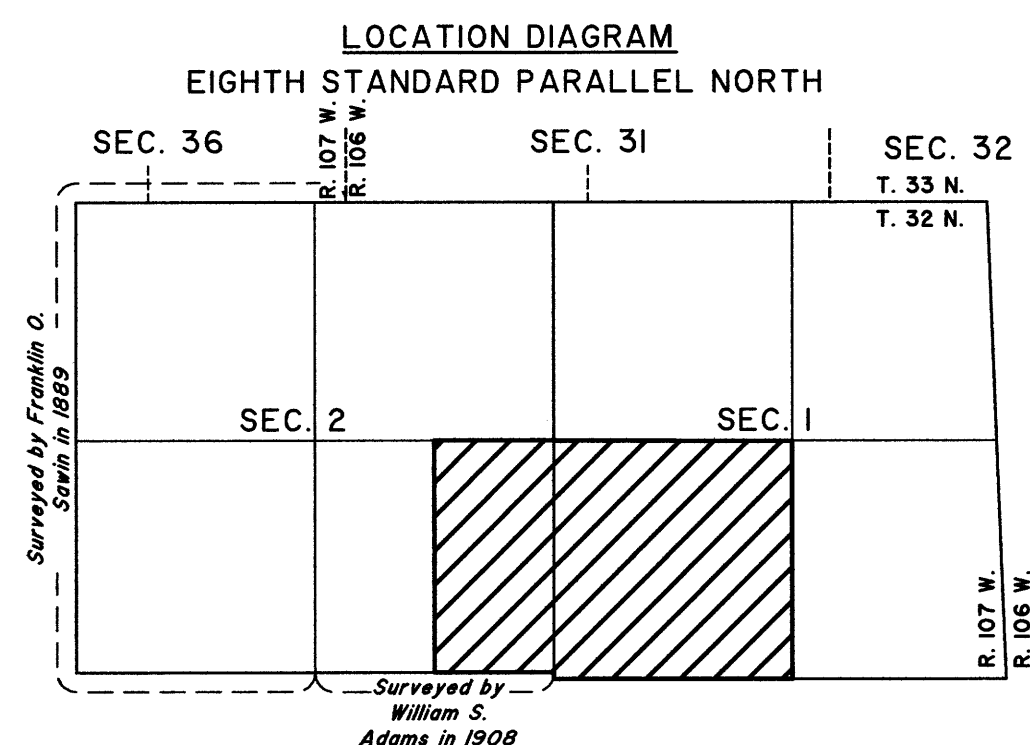 LOCATION DIAGRAM
EIGHTH STANDARD PARALLEL NORTH
SEC. 36
R. 107 W.
R. 106 W.
SEC. 31
SEC. 32
T. 33 N.
T. 32 N.
Surveyed by Franklin O.
Sawin in 1889
SEC. 2
SEC. 1
R. 107 W.
R. 106 W.
Surveyed by
William S.
Adams in 1908